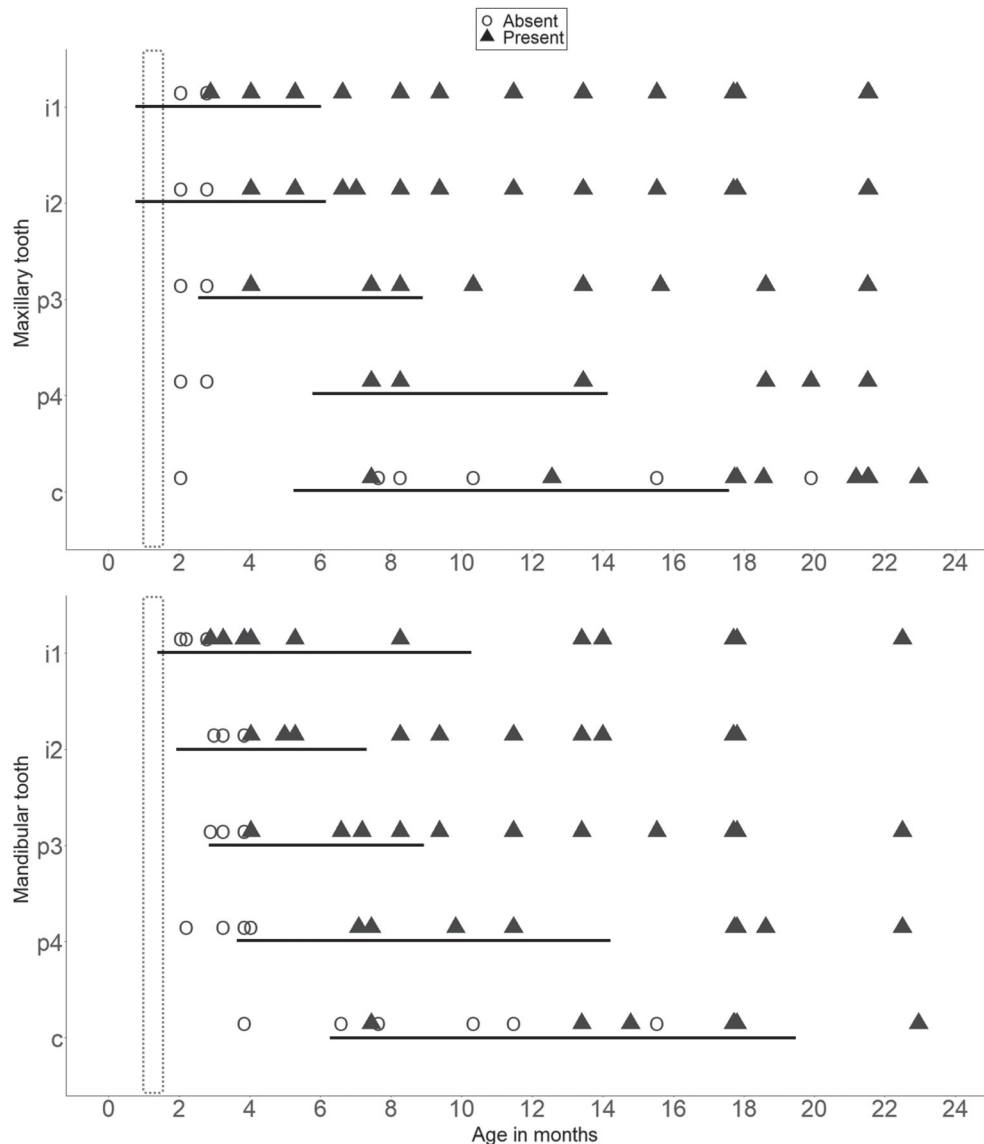 Absent
Present
Maxillary tooth
i1
i2
p3
p4
c
0 2 4 6 8 10 12 14 16 18 20 22 24
Mandibular tooth
i1
i2
p3
p4
c
0 2 4 6 8 10 12 14 16 18 20 22 24
Age in months